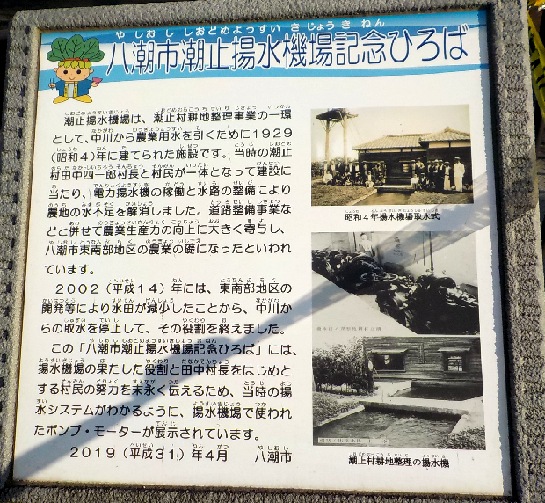 八潮市潮止揚水機場記念ひろば
潮止揚水機場は、潮止村耕地整理事業の一環
として、中川から農業用水を引くために1929
（昭和4）年に建てられた施設です。当時の潮止
村田中四一郎村長と村民が一体となって建設に
当たり、電力揚水機の稼働と水路の整備により
農地の水不足を解消しました。道路整備事業な
どと併せて農業生産力の向上に大きく寄与し、
八潮市東南部地区の農業の礎になったといわれ
ています。
2002（平成14）年には、東南部地区の
開発等により水田が減少したことから、中川か
らの取水を停止して、その役割を終えました。
この「八潮市潮止揚水機場記念ひろば」には、
揚水機場の果たした役割と田中村長をはじめと
する村民の努力を末永く伝えるため、当時の揚
水システムがわかるように、揚水機場で使われ
たポンプ・モーターが展示されています。
2019（平成31）年4月　八潮市
昭和4年揚水機場取水式
潮止村耕地整理の揚水機